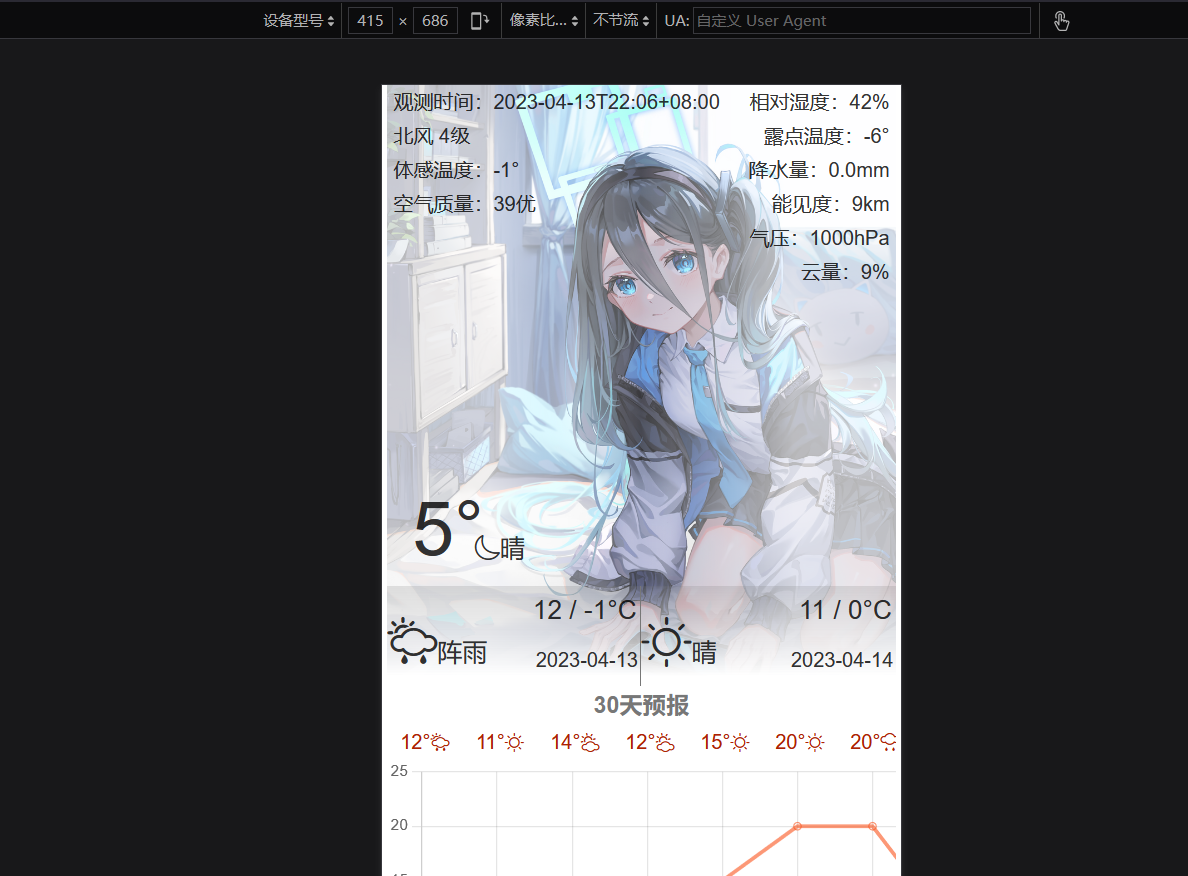 设备型号 415 × 686 像素比... 不节流 UA: 自定义 User Agent
观测时间：2023-04-13T22:06+08:00 相对湿度：42%
北风 4级 露点温度：-6°
体感温度：-1° 降水量：0.0mm
空气质量：39优 能见度：9km
气压：1000hPa
云量：9%
5° 晴
12 / -1°C 11 / 0°C
阵雨 2023-04-13 晴 2023-04-14
30天预报
12° 11° 14° 12° 15° 20° 20°
25
20